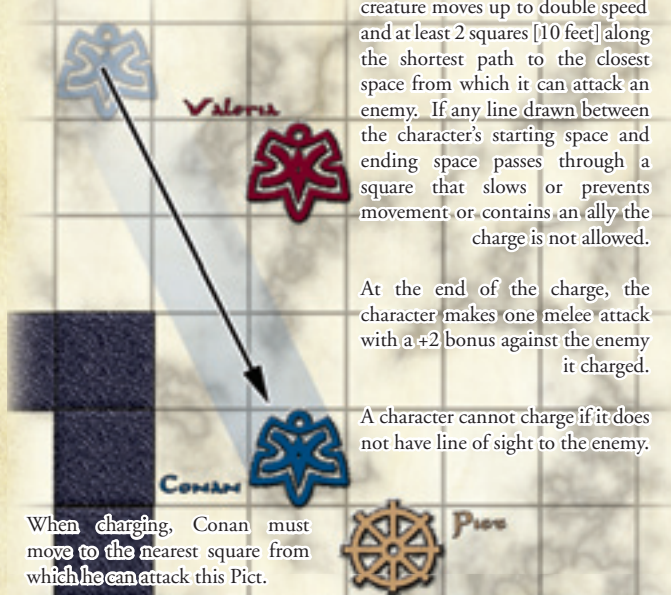 creature moves up to double speed
and at least 2 squares [10 feet] along
the shortest path to the closest
space from which it can attack an
enemy. If any line drawn between
the character's starting space and
ending space passes through a
square that slows or prevents
movement or contains an ally the
charge is not allowed.
At the end of the charge, the
character makes one melee attack
with a +2 bonus against the enemy
it charged.
A character cannot charge if it does
not have line of sight to the enemy.
Valeria
Conan
Pict
When charging, Conan must
move to the nearest square from
which he can attack this Pict.